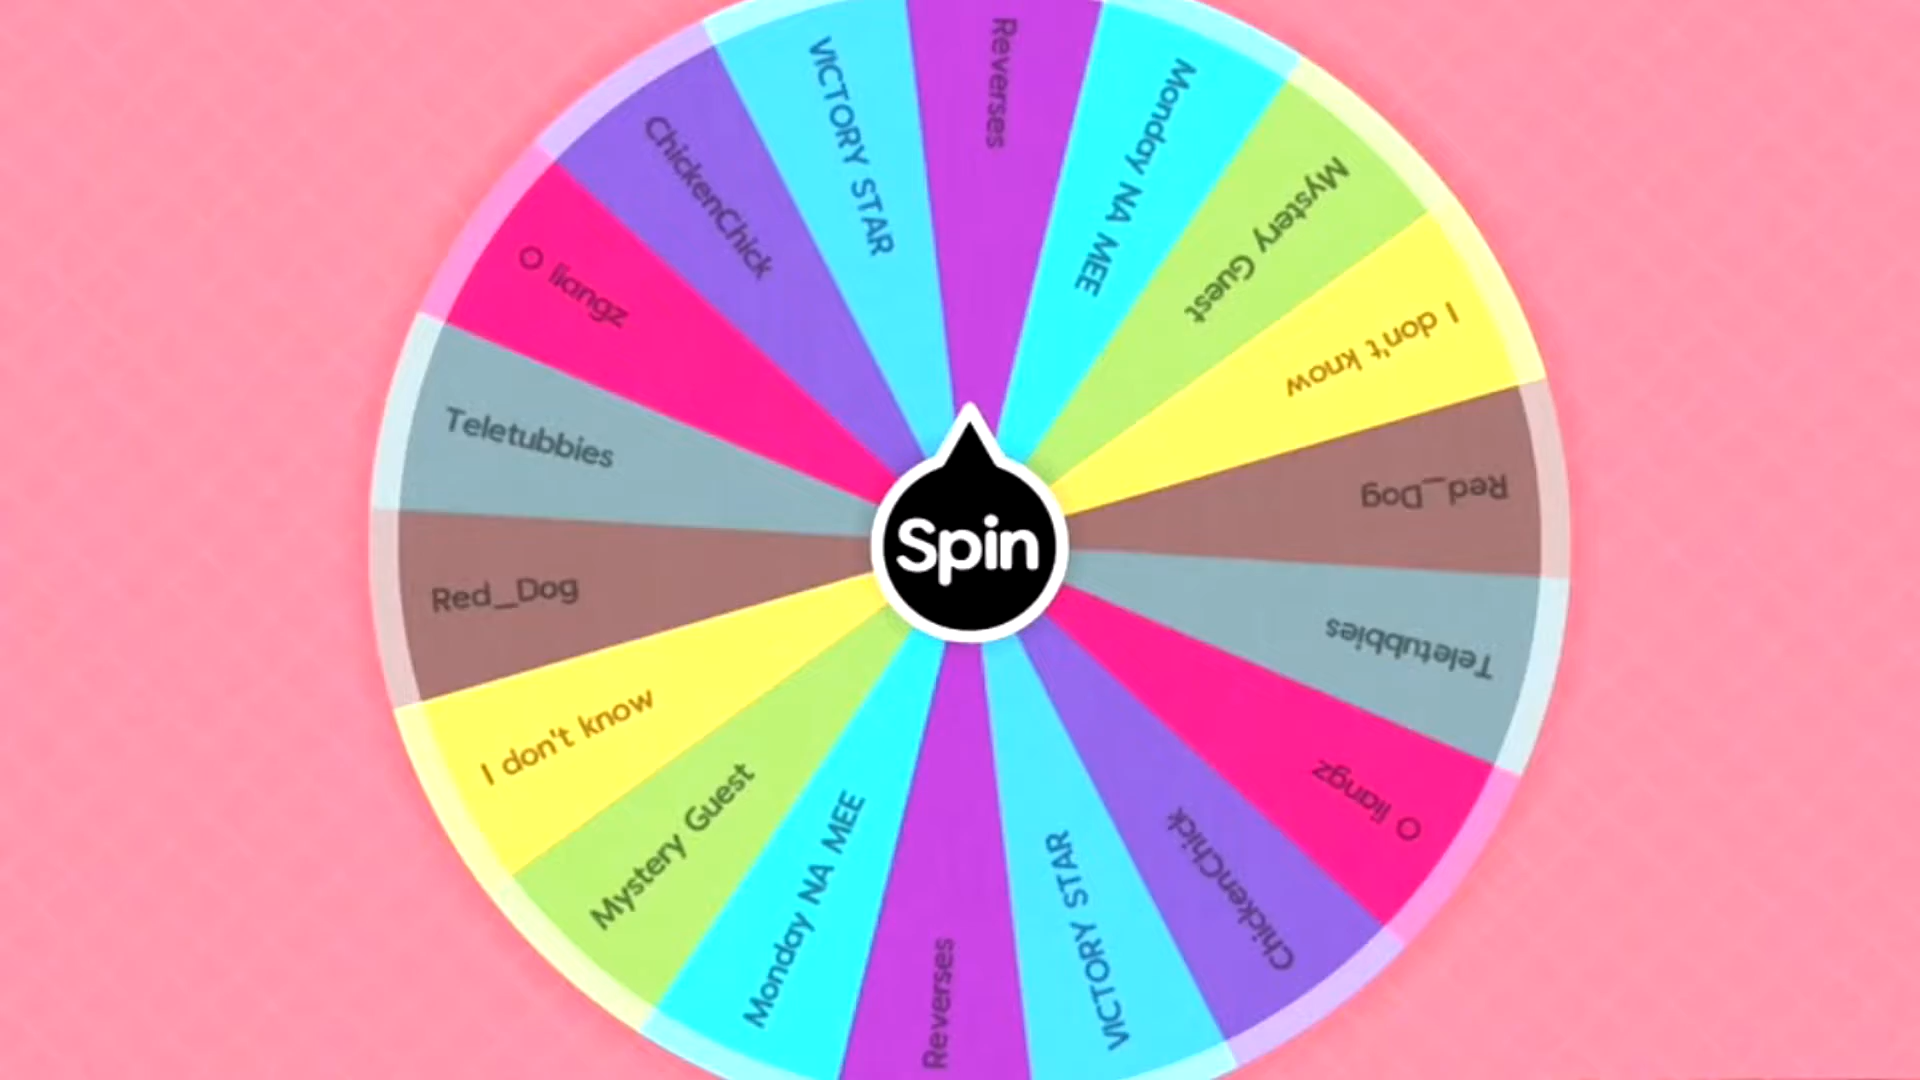 Reverses
Monday NA MEE
Mystery Guest
I don't know
Red_Dog
Teletubbies
O liangz
ChickenChick
VICTORY STAR
Reverses
Monday NA MEE
Mystery Guest
I don't know
Red_Dog
Teletubbies
O liangz
ChickenChick
VICTORY STAR
Spin